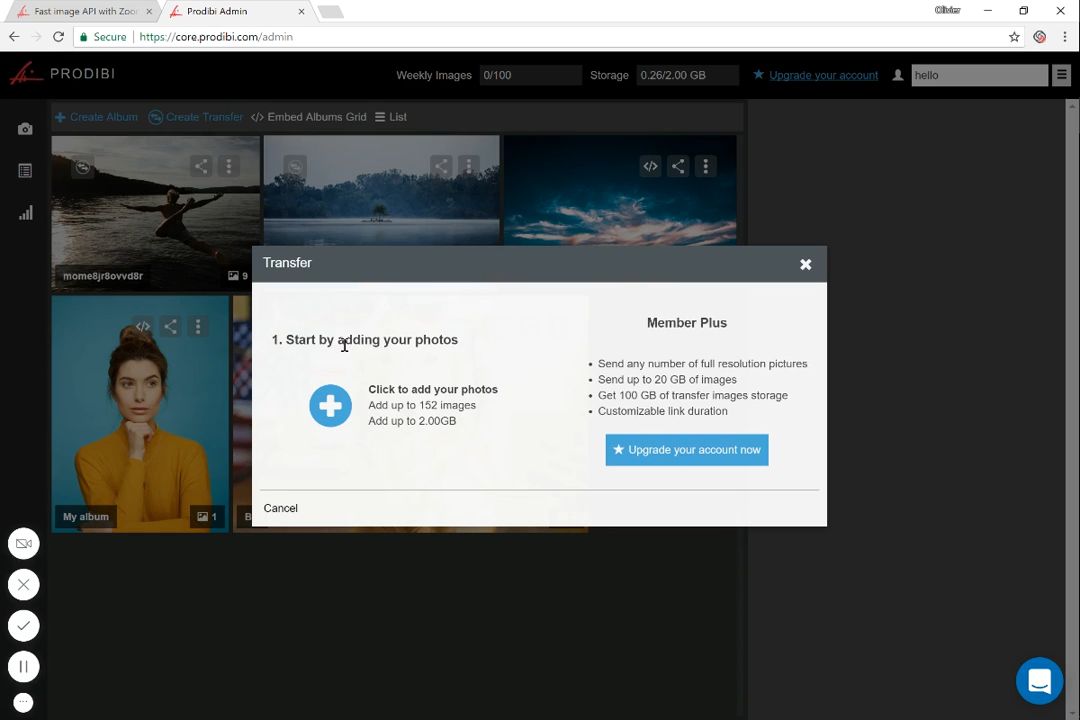 Fast image API with Zoo
Prodibi Admin
Olivier
Secure
https://core.prodibi.com/admin
PRODIBI
Weekly Images
0/100
Storage
0.26/2.00 GB
Upgrade your account
hello
Create Album
Create Transfer
Embed Albums Grid
List
mome8jr8ovvd8r
9
Transfer
1. Start by adding your photos
Click to add your photos
Add up to 152 images
Add up to 2.00GB
Member Plus
• Send any number of full resolution pictures
• Send up to 20 GB of images
• Get 100 GB of transfer images storage
• Customizable link duration
Upgrade your account now
Cancel
My album
1